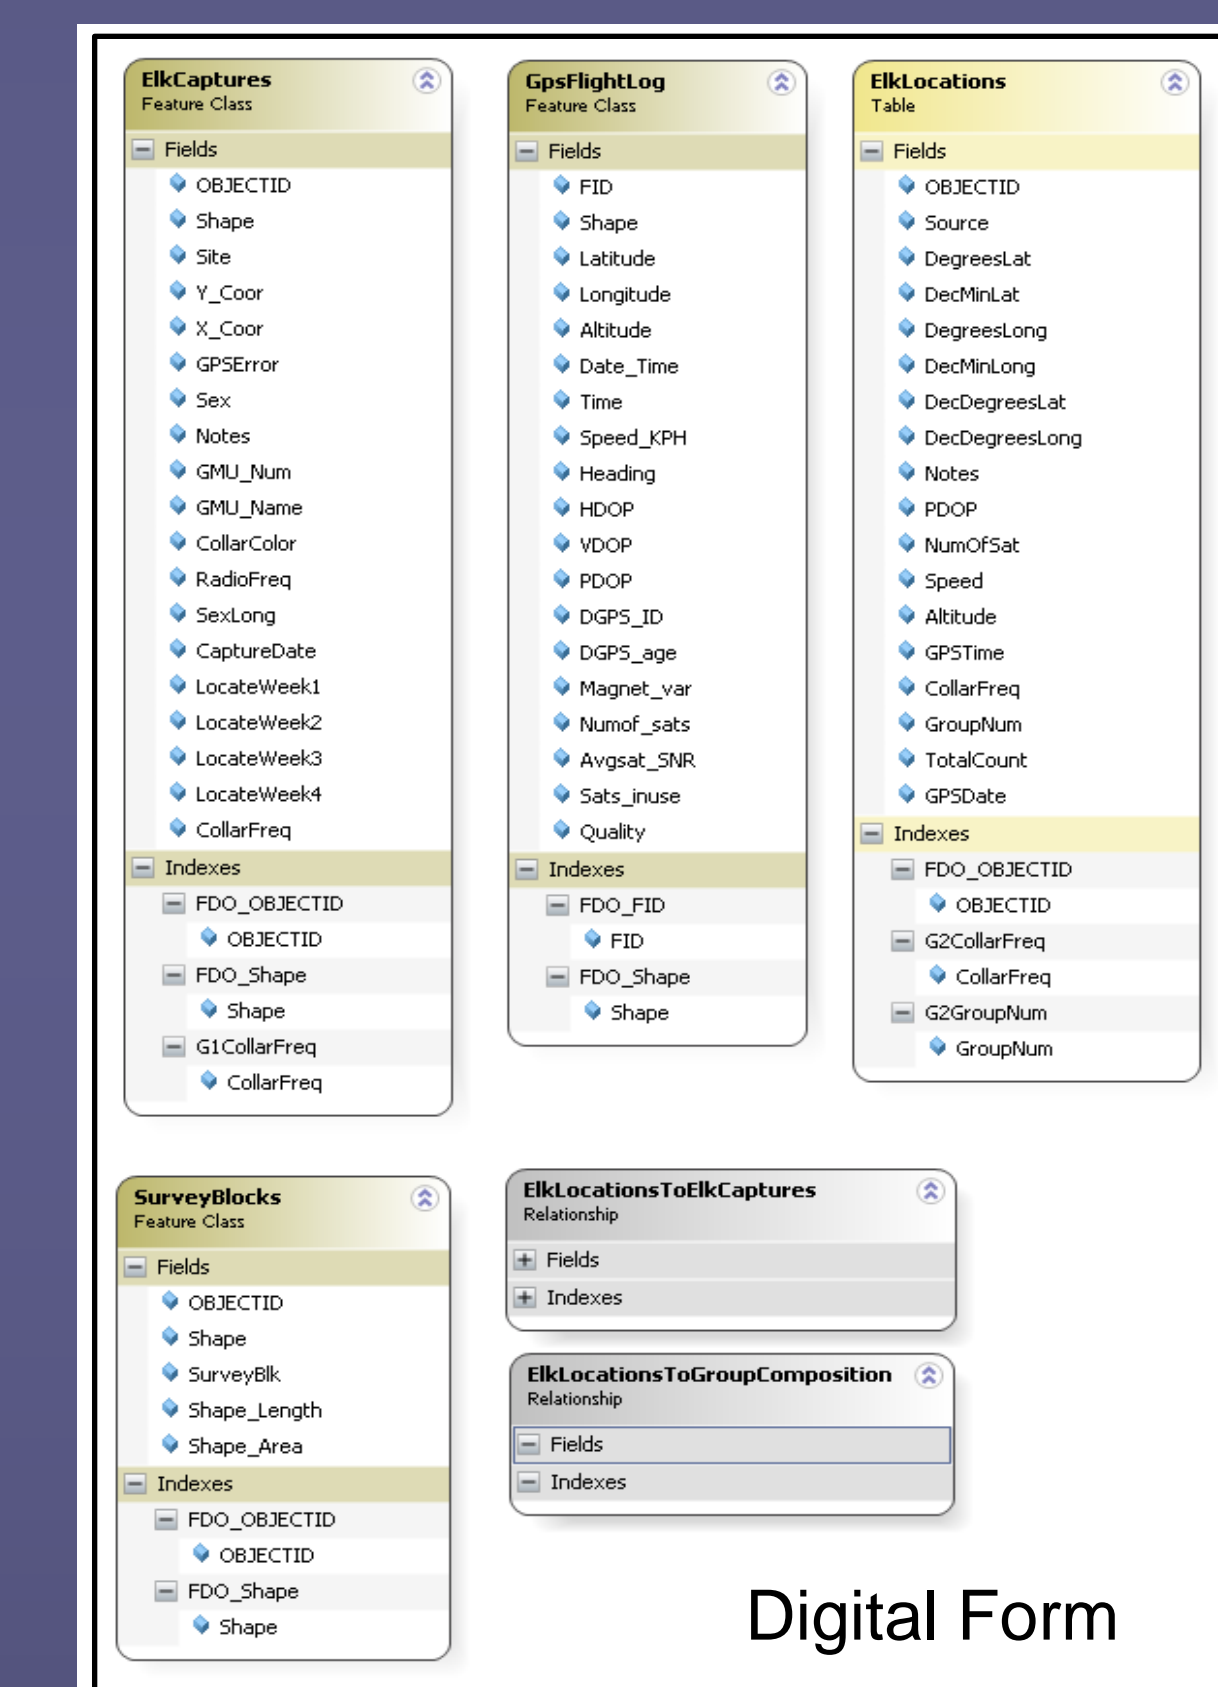 ElkCaptures
Feature Class
Fields
OBJECTID
Shape
Site
Y_Coor
X_Coor
GPSError
Sex
Notes
GMU_Num
GMU_Name
CollarColor
RadioFreq
SexLong
CaptureDate
LocateWeek1
LocateWeek2
LocateWeek3
LocateWeek4
CollarFreq
Indexes
FDO_OBJECTID
OBJECTID
FDO_Shape
Shape
G1CollarFreq
CollarFreq
GpsFlightLog
Feature Class
Fields
FID
Shape
Latitude
Longitude
Altitude
Date_Time
Time
Speed_KPH
Heading
HDOP
VDOP
PDOP
DGPS_ID
DGPS_age
Magnet_var
Numof_sats
Avgsat_SNR
Sats_inuse
Quality
Indexes
FDO_FID
FID
FDO_Shape
Shape
ElkLocations
Table
Fields
OBJECTID
Source
DegreesLat
DecMinLat
DegreesLong
DecMinLong
DecDegreesLat
DecDegreesLong
Notes
PDOP
NumOfSat
Speed
Altitude
GPSTime
CollarFreq
GroupNum
TotalCount
GPSDate
Indexes
FDO_OBJECTID
OBJECTID
G2CollarFreq
CollarFreq
G2GroupNum
GroupNum
SurveyBlocks
Feature Class
Fields
OBJECTID
Shape
SurveyBlk
Shape_Length
Shape_Area
Indexes
FDO_OBJECTID
OBJECTID
FDO_Shape
Shape
ElkLocationsToElkCaptures
Relationship
Fields
Indexes
ElkLocationsToGroupComposition
Relationship
Fields
Indexes
Digital Form